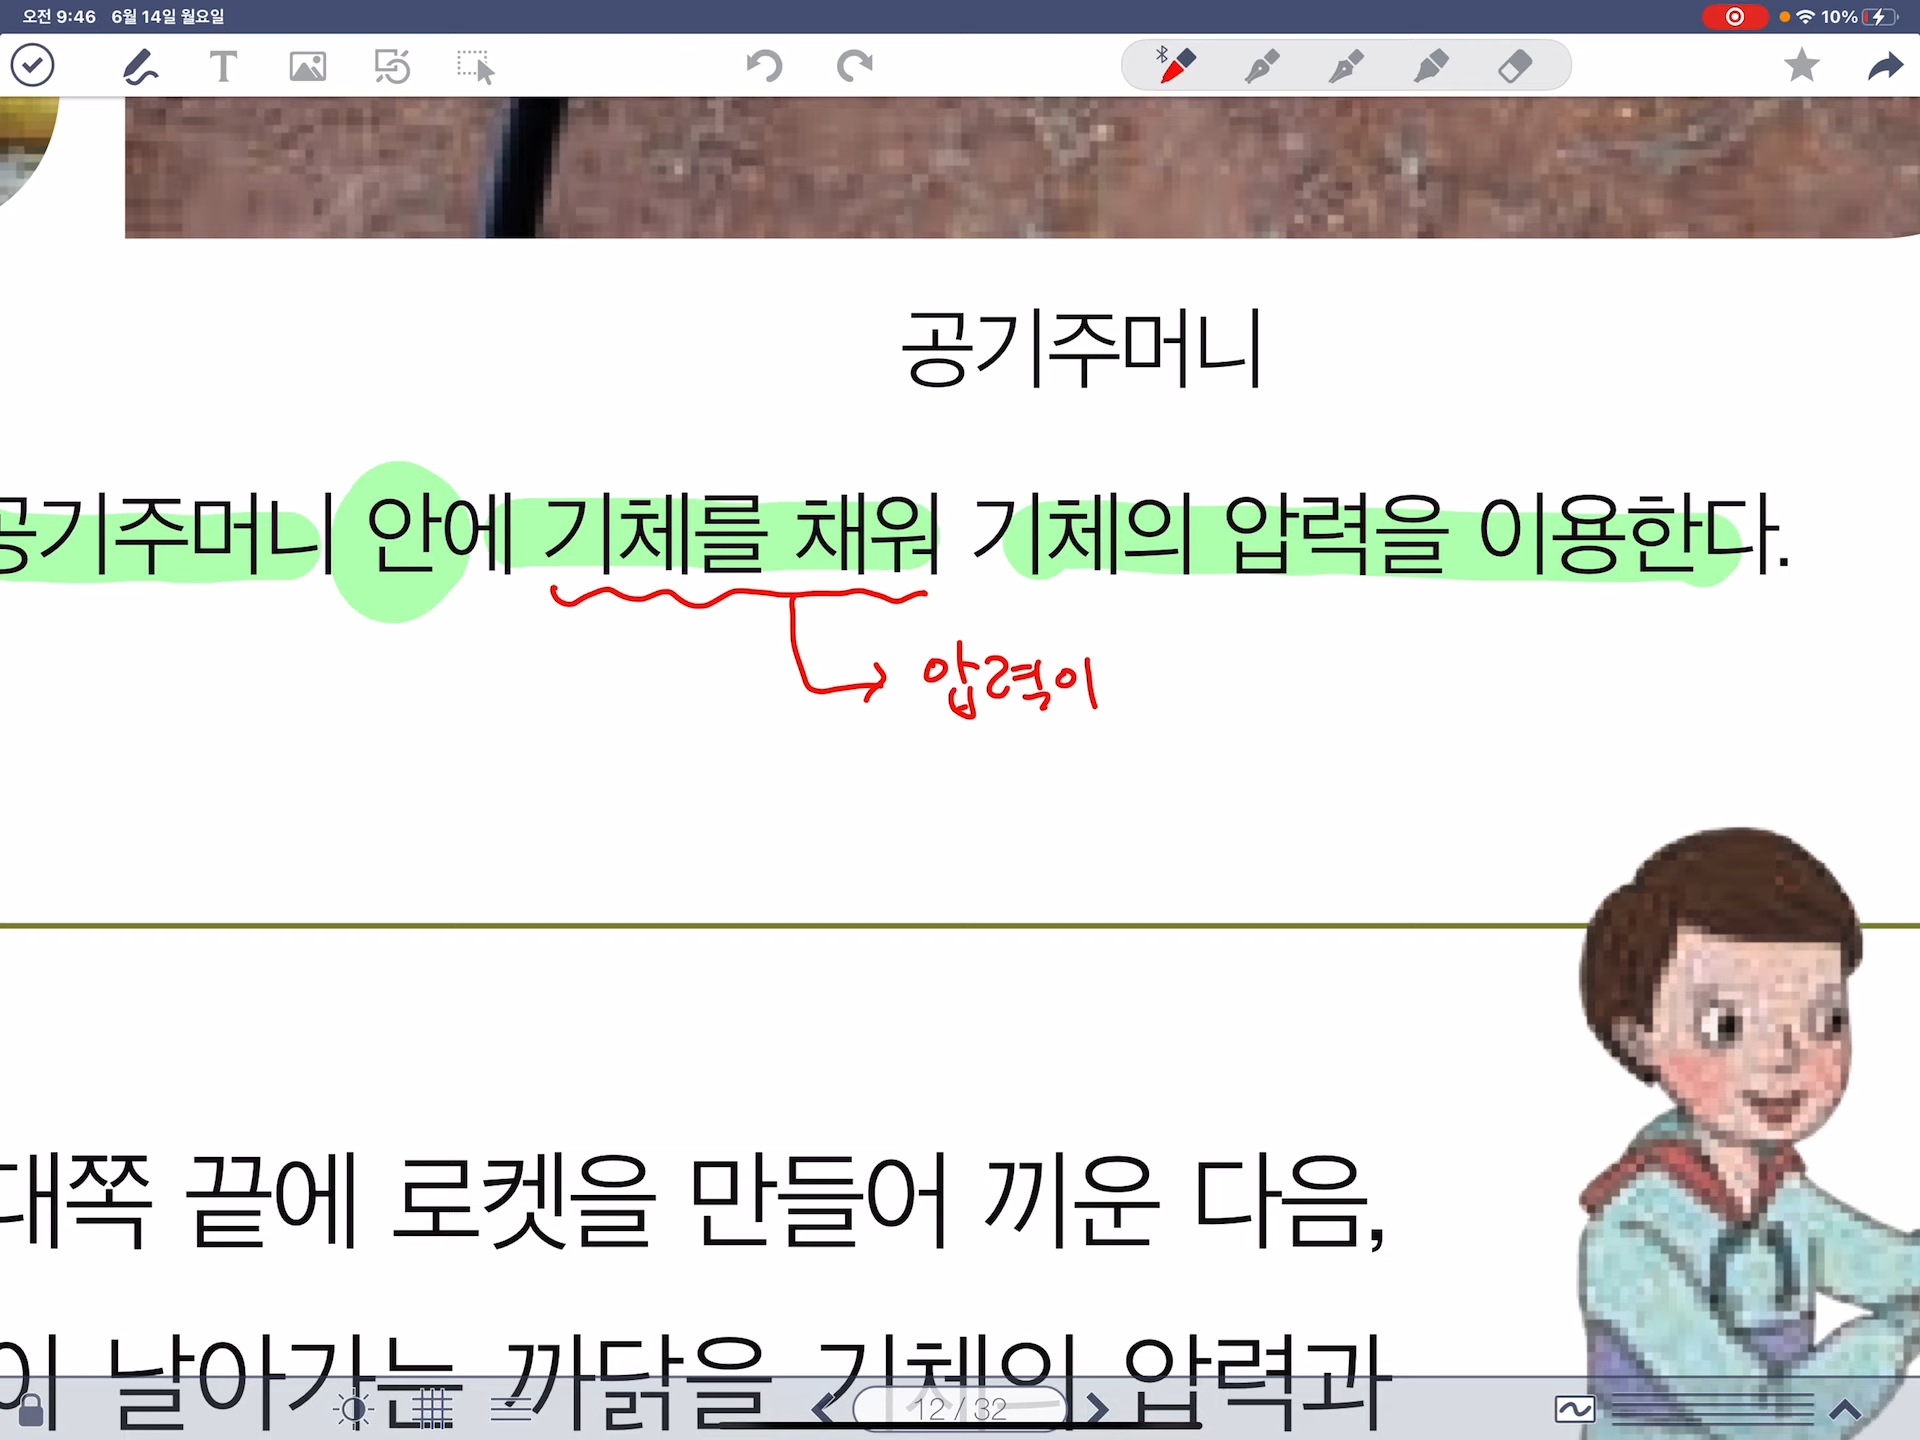 오전 9:46 6월 14일 월요일
10%
T
공기주머니
공기주머니 안에 기체를 채워 기체의 압력을 이용한다.
압력이
대쪽 끝에 로켓을 만들어 끼운 다음,
이 날아가는 까닭을 기체의 압력과
12 / 32